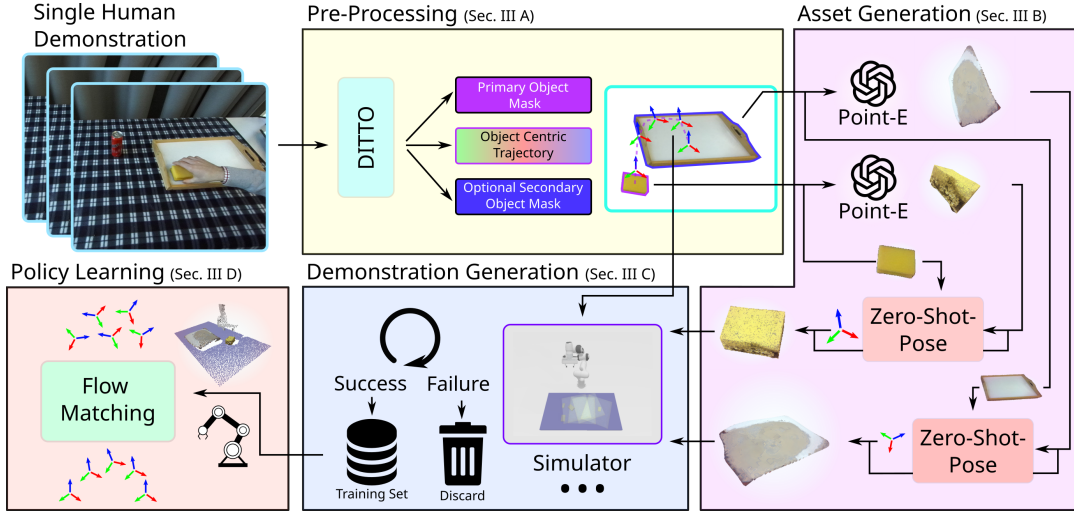 Single Human
Demonstration
Pre-Processing (Sec. III A)
DITTO
Primary Object
Mask
Object Centric
Trajectory
Optional Secondary
Object Mask
Asset Generation (Sec. III B)
Point-E
Point-E
Zero-Shot-
Pose
Zero-Shot-
Pose
Policy Learning (Sec. III D)
Flow
Matching
Demonstration Generation (Sec. III C)
Success
Failure
Training Set
Discard
Simulator
...